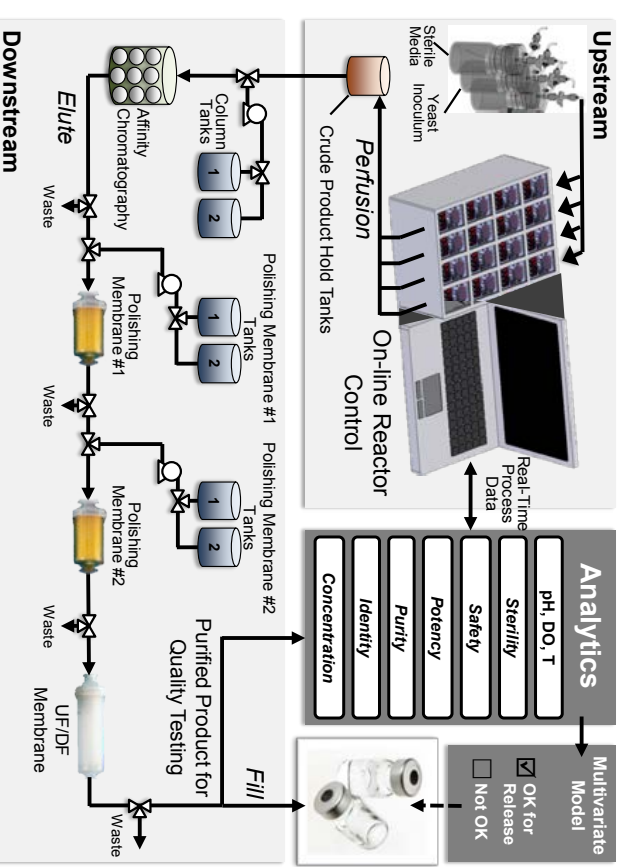 Upstream
Sterile
Media
Yeast
Inoculum
Perfusion
Crude Product Hold Tanks
On-line Reactor
Control
Real-Time
Process
Data
Analytics
pH, DO, T
Sterility
Safety
Potency
Purity
Identity
Concentration
Multivariate
Model
OK for
Release
Not OK
Downstream
Column
Tanks
1
2
Affinity
Chromatography
Elute
Waste
Polishing Membrane #1
Tanks
1
2
Polishing
Membrane #1
Waste
Polishing Membrane #2
Tanks
1
2
Polishing
Membrane #2
Waste
UF/DF
Membrane
Purified Product for
Quality Testing
Fill
Waste